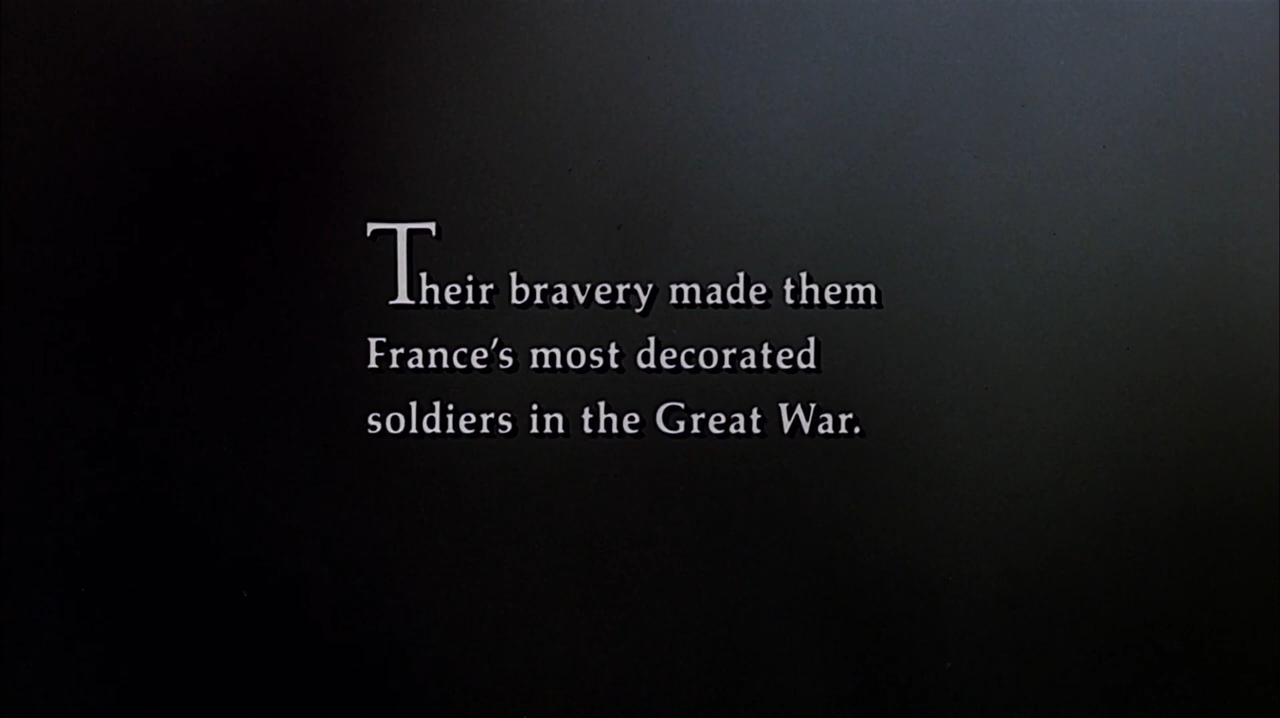 Their bravery made them
France's most decorated
soldiers in the Great War.